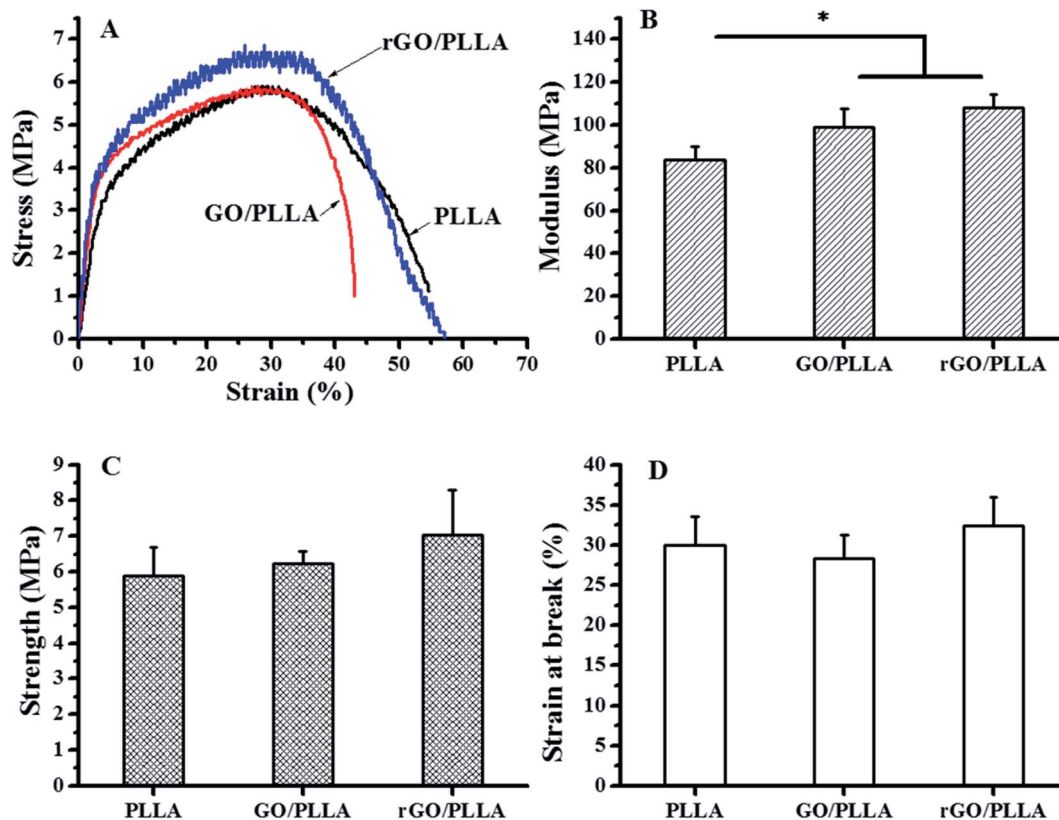 A
rGO/PLLA
GO/PLLA
PLLA
Stress (MPa)
7
6
5
4
3
2
1
0
0 10 20 30 40 50 60 70
Strain (%)
B
*
Modulus (MPa)
140
120
100
80
60
40
20
0
PLLA GO/PLLA rGO/PLLA
C
Strength (MPa)
9
8
7
6
5
4
3
2
1
0
PLLA GO/PLLA rGO/PLLA
D
Strain at break (%)
40
35
30
25
20
15
10
5
0
PLLA GO/PLLA rGO/PLLA